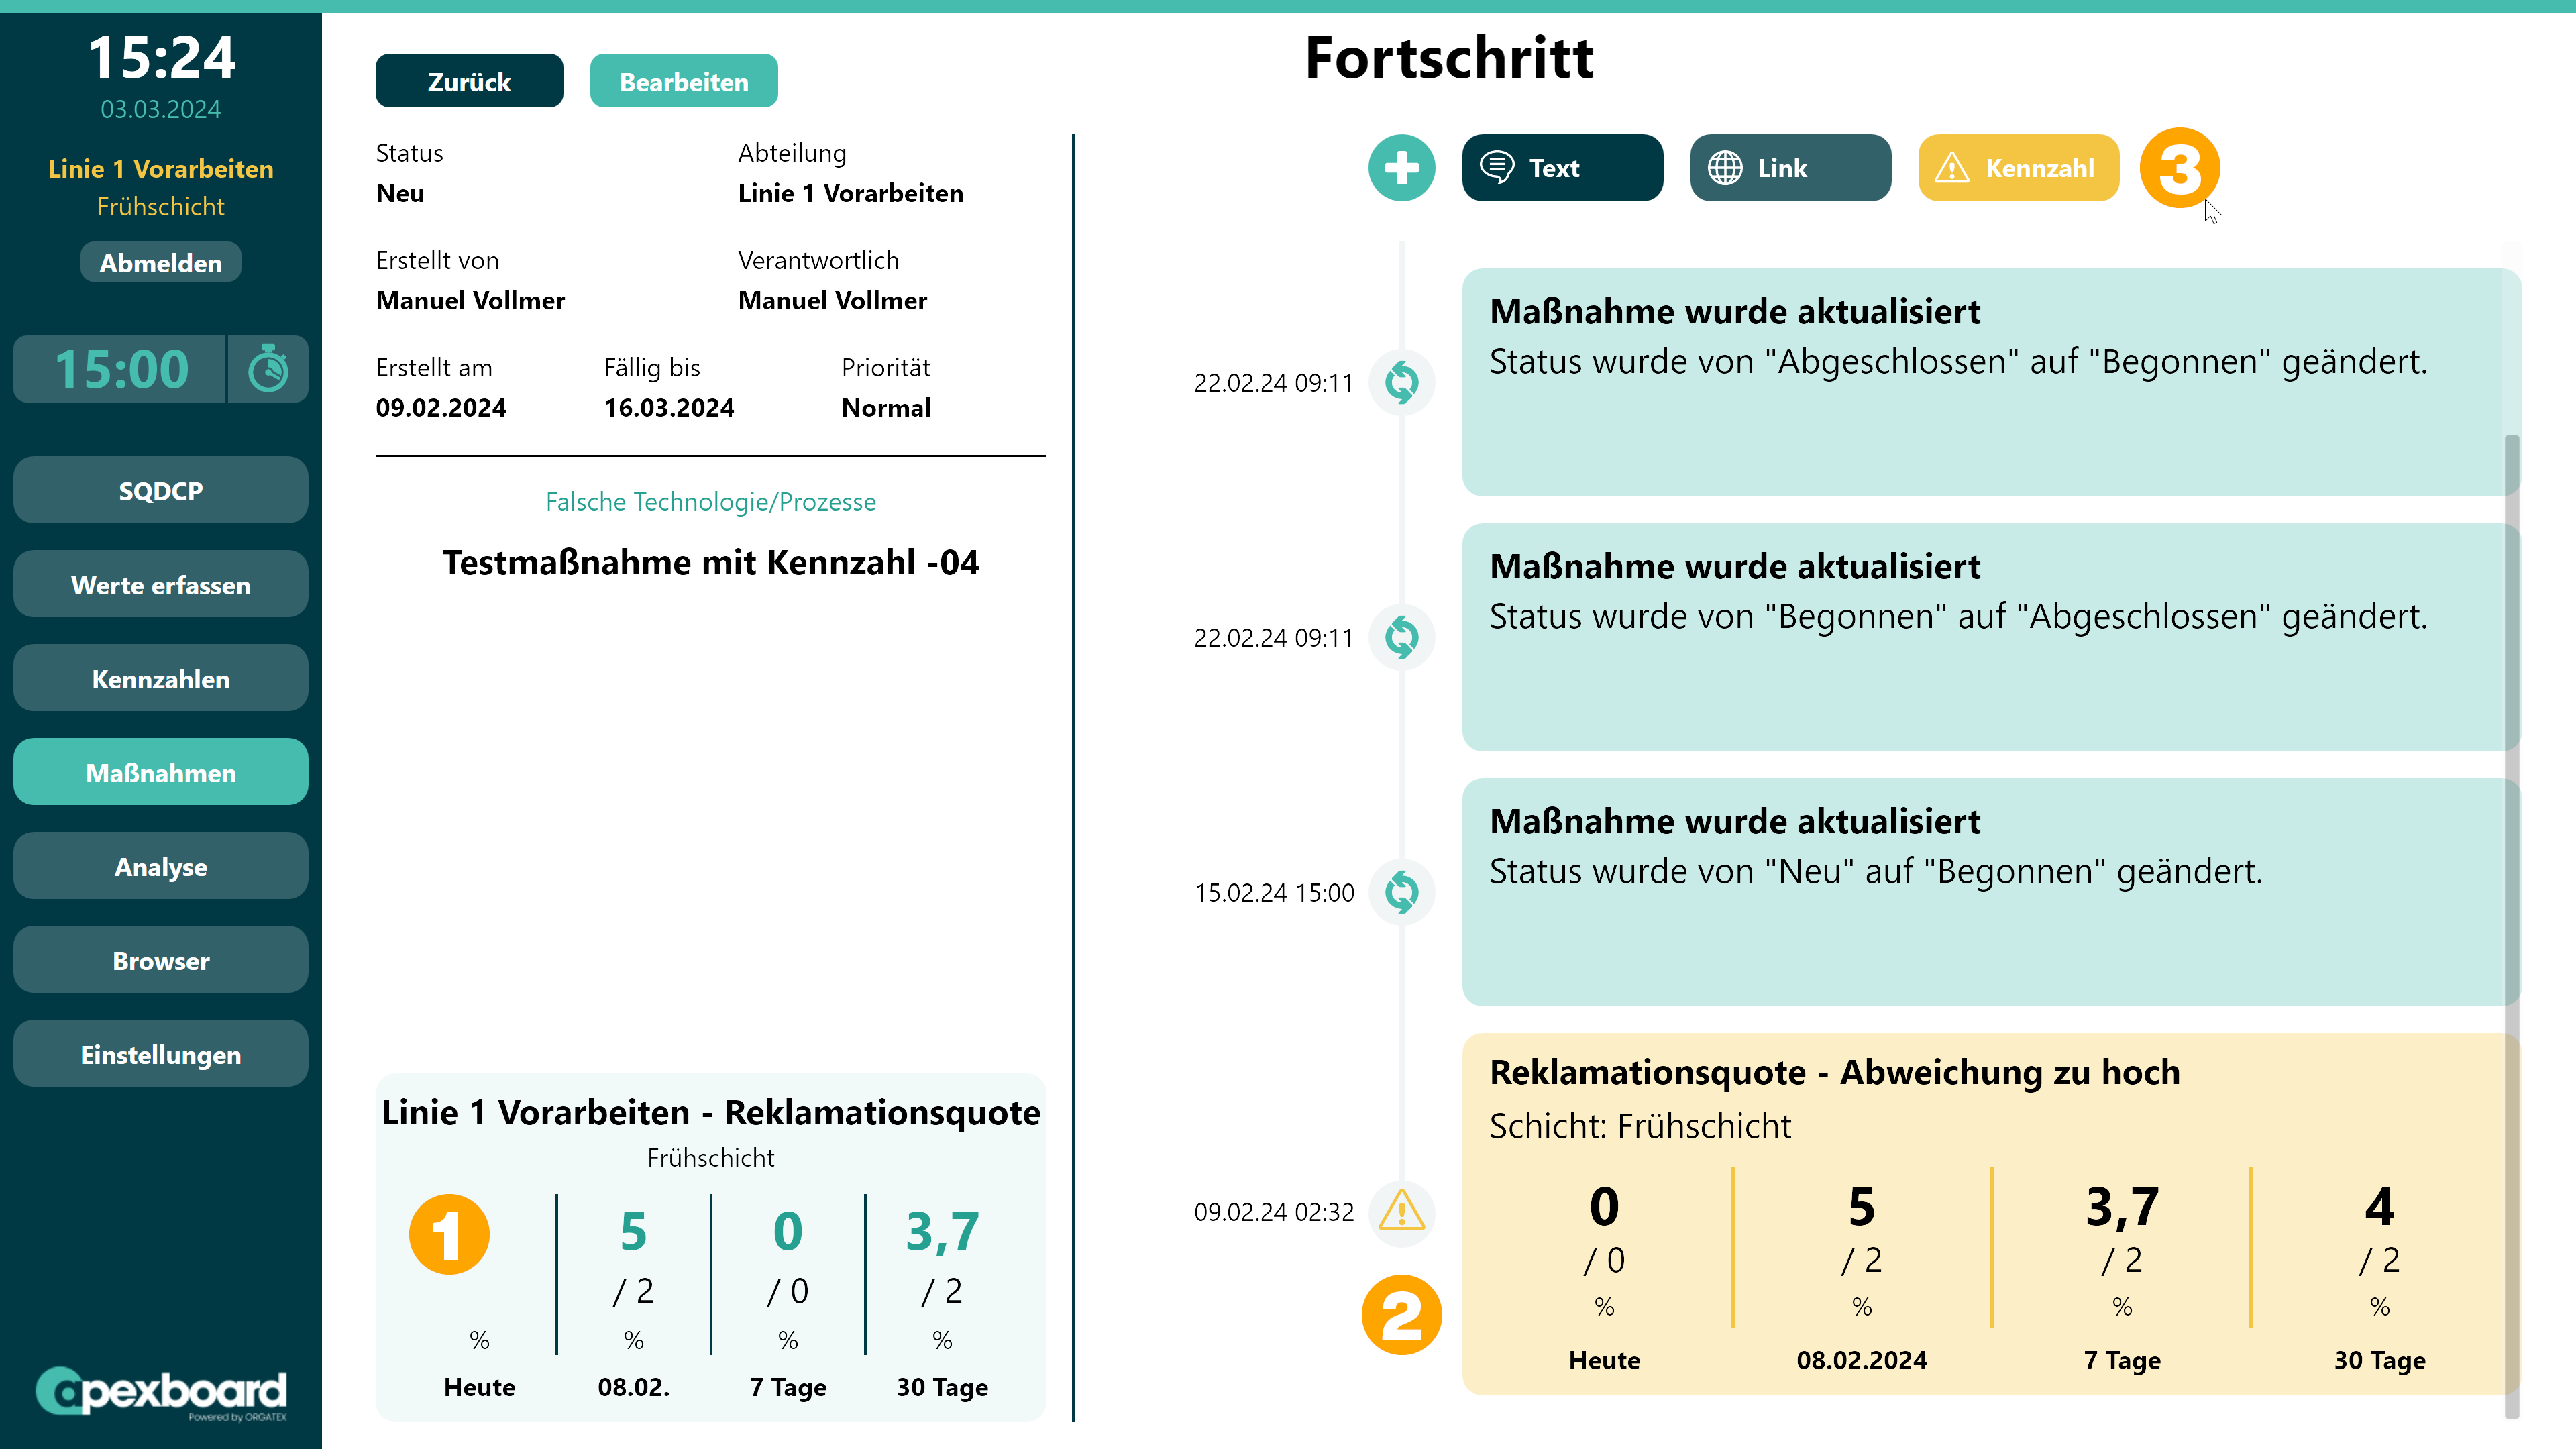 15:24
03.03.2024
Linie 1 Vorarbeiten
Frühschicht
Abmelden
15:00
SQDCP
Werte erfassen
Kennzahlen
Maßnahmen
Analyse
Browser
Einstellungen
apexboard
Powered by ORGATEX
Zurück
Bearbeiten
Status
Neu
Abteilung
Linie 1 Vorarbeiten
Erstellt von
Manuel Vollmer
Verantwortlich
Manuel Vollmer
Erstellt am
09.02.2024
Fällig bis
16.03.2024
Priorität
Normal
Falsche Technologie/Prozesse
Testmaßnahme mit Kennzahl -04
Linie 1 Vorarbeiten - Reklamationsquote
Frühschicht
1
%
Heute
5
/ 2
%
08.02.
0
/ 0
%
7 Tage
3,7
/ 2
%
30 Tage
Fortschritt
Text
Link
Kennzahl
3
22.02.24 09:11
Maßnahme wurde aktualisiert
Status wurde von "Abgeschlossen" auf "Begonnen" geändert.
22.02.24 09:11
Maßnahme wurde aktualisiert
Status wurde von "Begonnen" auf "Abgeschlossen" geändert.
15.02.24 15:00
Maßnahme wurde aktualisiert
Status wurde von "Neu" auf "Begonnen" geändert.
09.02.24 02:32
2
Reklamationsquote - Abweichung zu hoch
Schicht: Frühschicht
0
/ 0
%
Heute
5
/ 2
%
08.02.2024
3,7
/ 2
%
7 Tage
4
/ 2
%
30 Tage